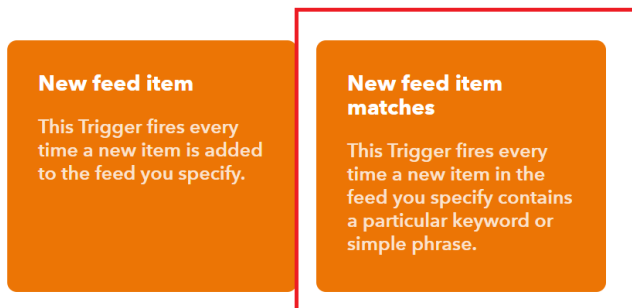 New feed item
This Trigger fires every
time a new item is added
to the feed you specify.
New feed item
matches
This Trigger fires every
time a new item in the
feed you specify contains
a particular keyword or
simple phrase.